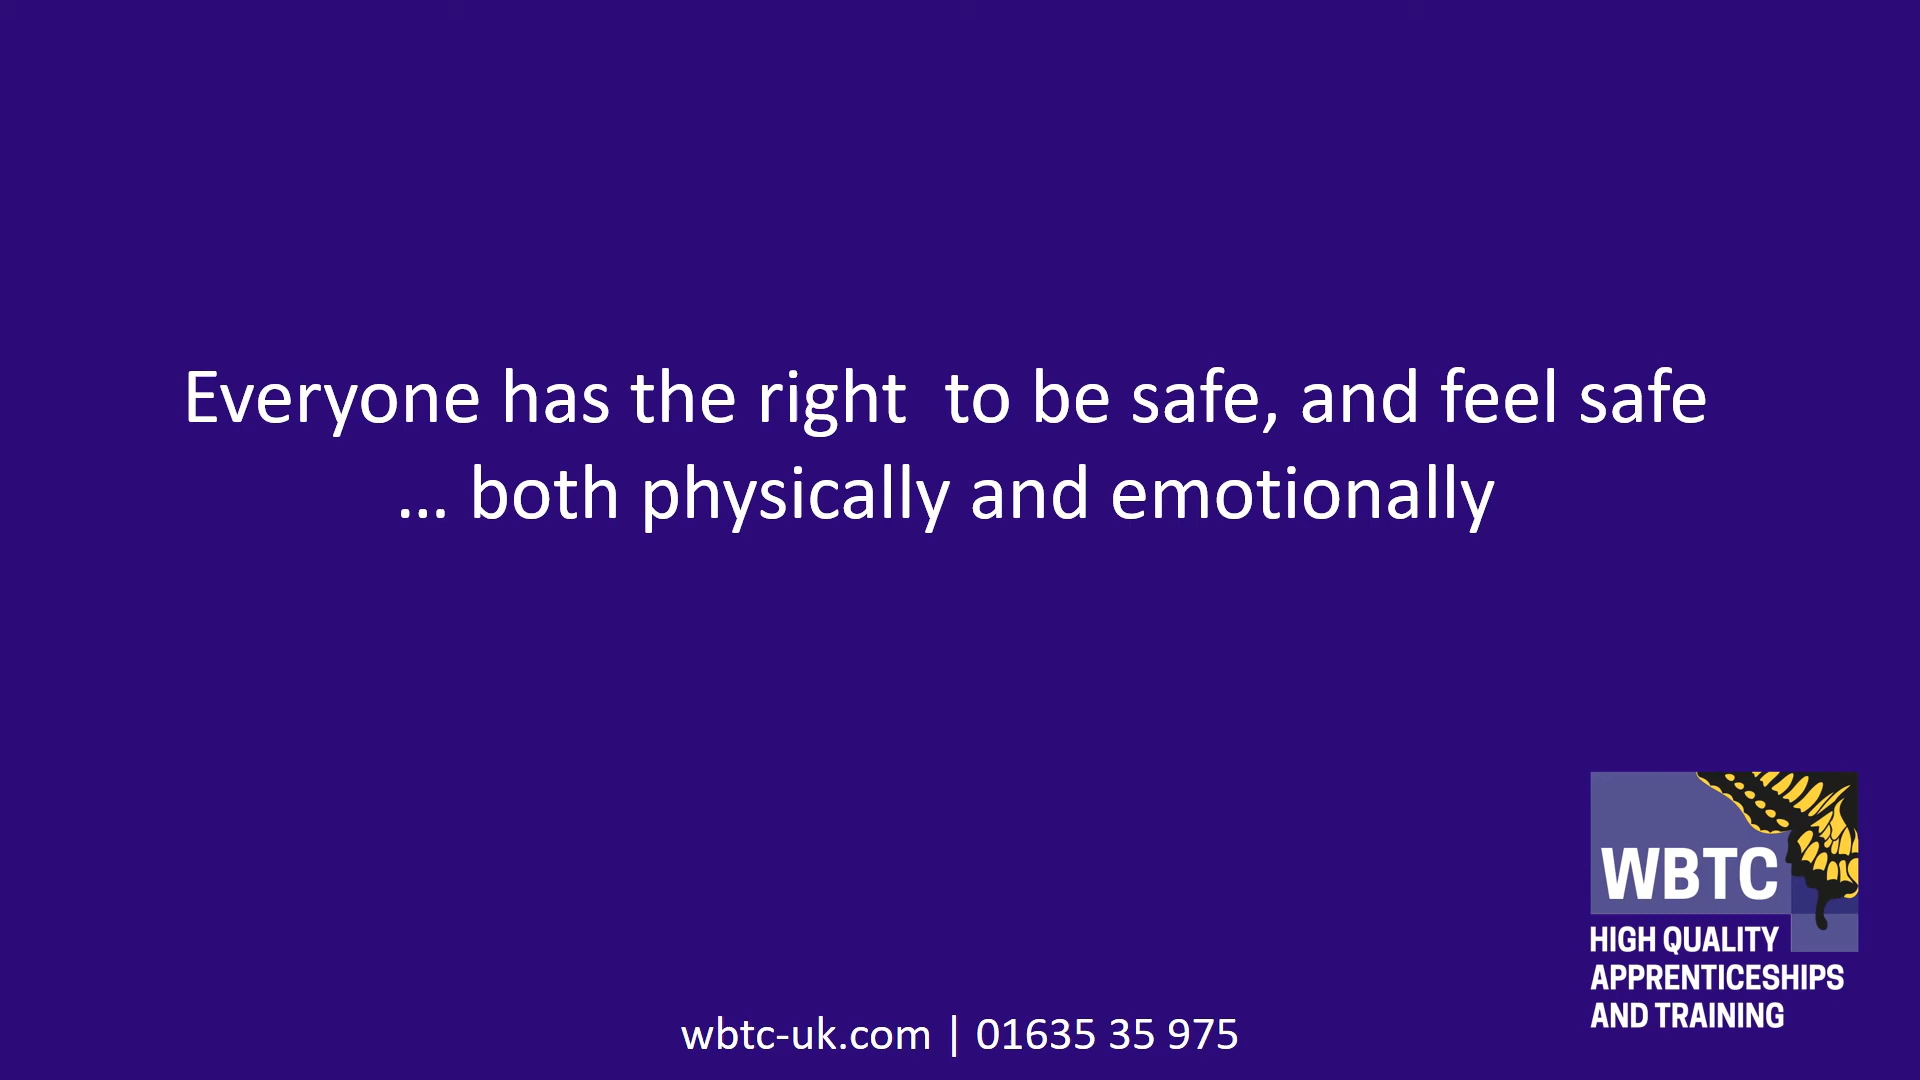 Everyone has the right  to be safe, and feel safe
... both physically and emotionally
WBTC
HIGH QUALITY
APPRENTICESHIPS
AND TRAINING
wbtc-uk.com | 01635 35 975